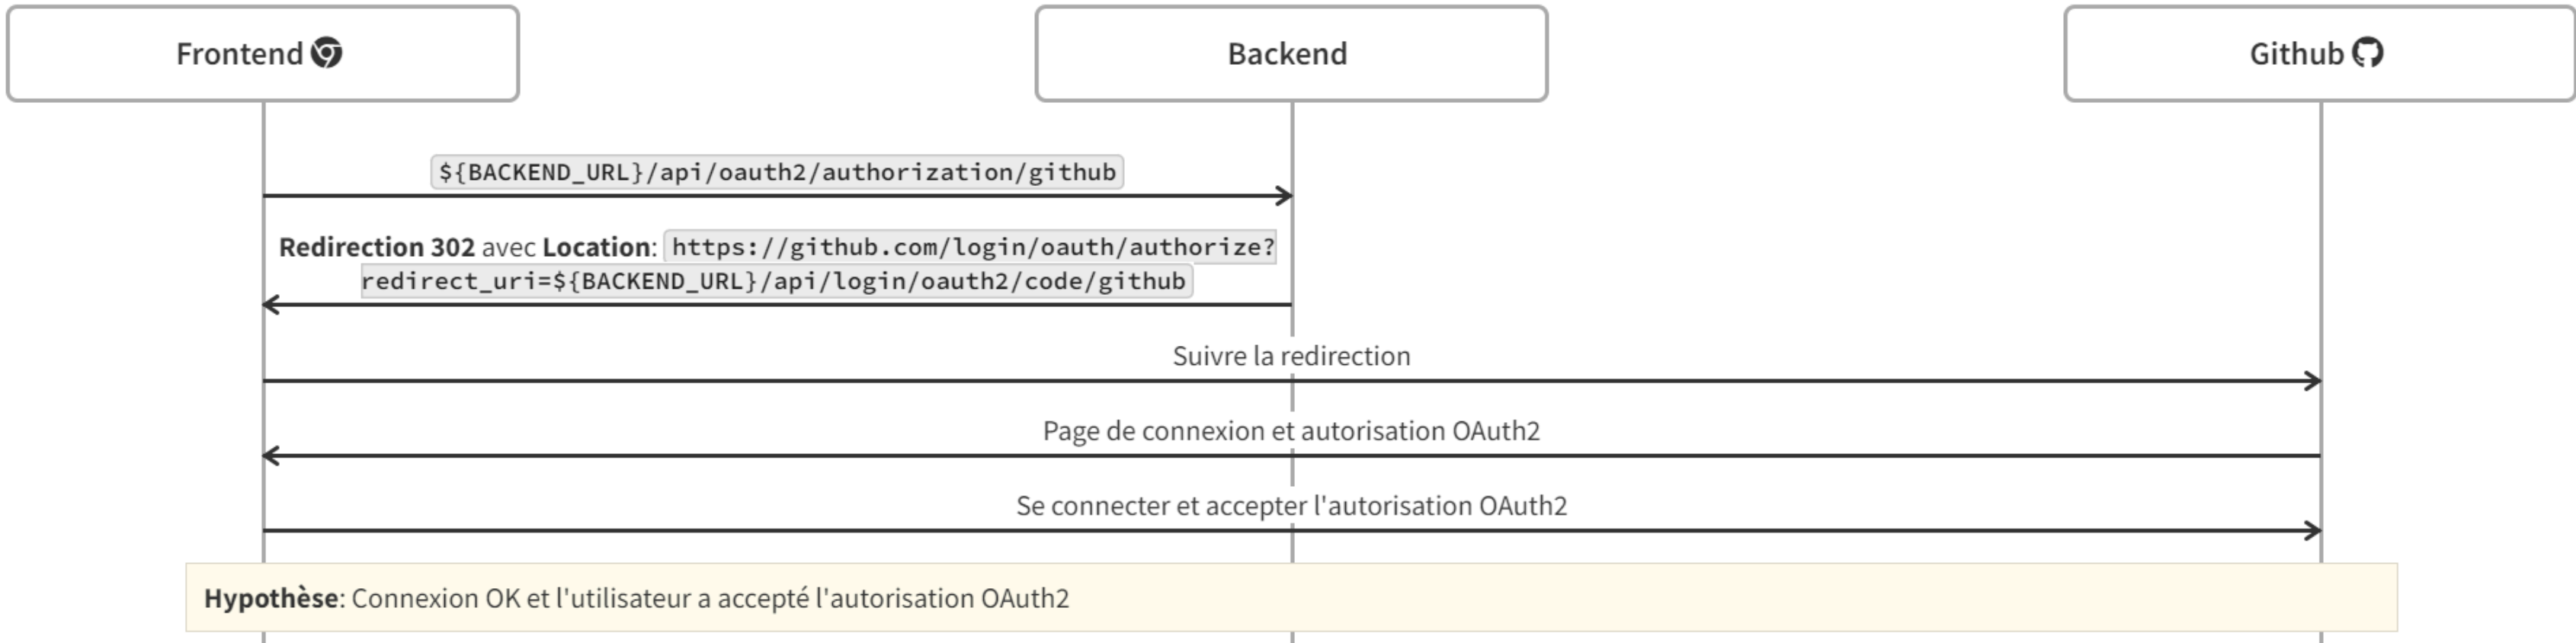 Frontend
Backend
Github
${BACKEND_URL}/api/oauth2/authorization/github
Redirection 302 avec Location: https://github.com/login/oauth/authorize?
redirect_uri=${BACKEND_URL}/api/login/oauth2/code/github
Suivre la redirection
Page de connexion et autorisation OAuth2
Se connecter et accepter l'autorisation OAuth2
Hypothèse: Connexion OK et l'utilisateur a accepté l'autorisation OAuth2